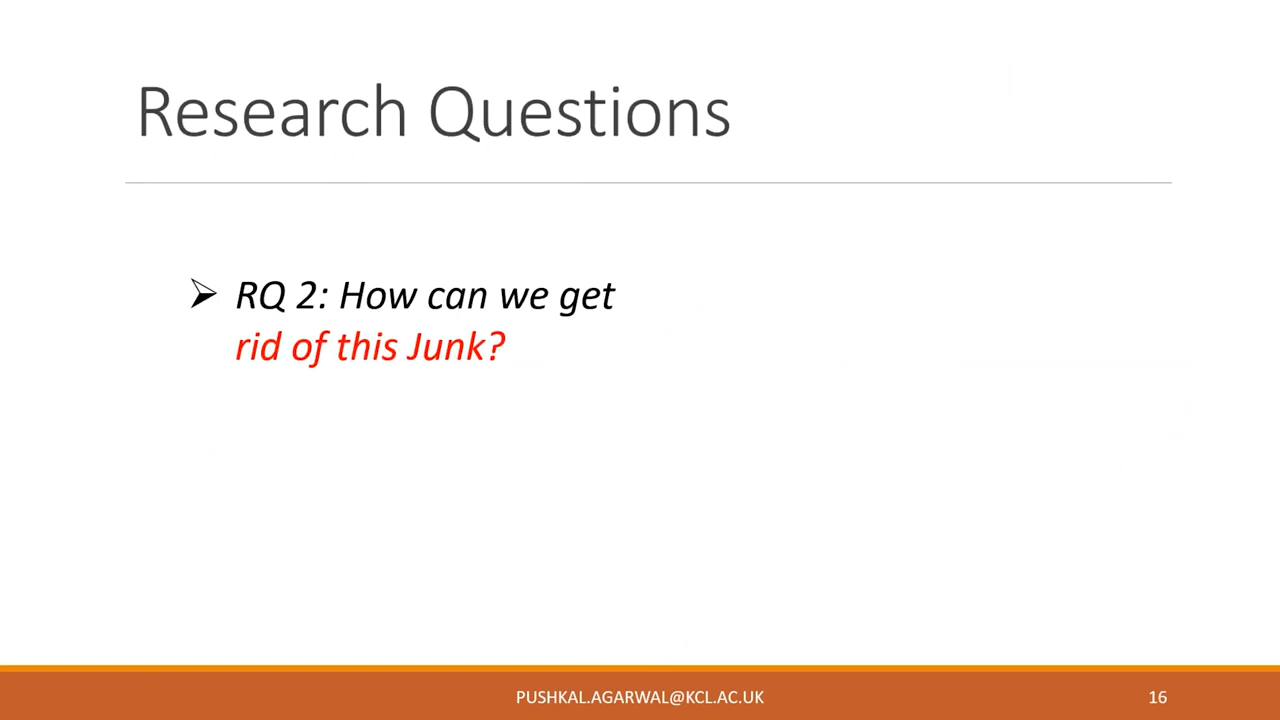 Research Questions
RQ 2: How can we get
rid of this Junk?
PUSHKAL.AGARWAL@KCL.AC.UK
16